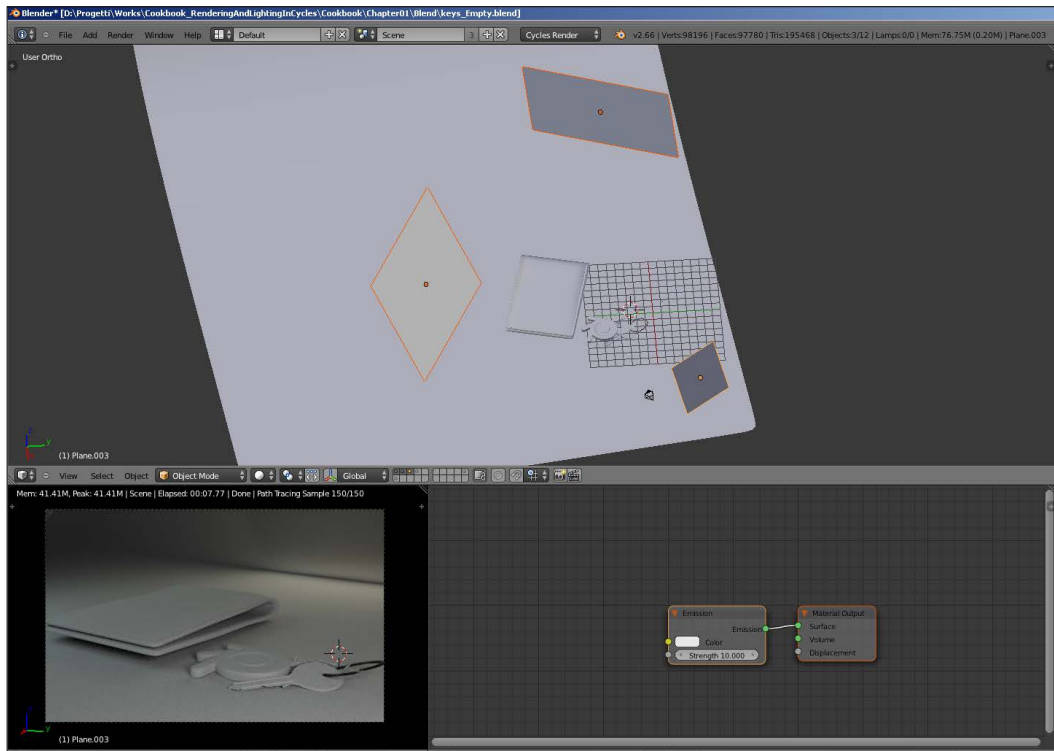 Blender* [D:\Progetti\Works\Cookbook_RenderingAndLightingInCycles\Cookbook\Chapter01\Blend\keys_Empty.blend]
File Add Render Window Help Default Scene 3 Cycles Render v2.66 | Verts:98196 | Faces:97780 | Tris:195468 | Objects:3/12 | Lamps:0/0 | Mem:76.75M (0.20M) | Plane.003
User Ortho
z
y
(1) Plane.003
View Select Object Object Mode Global
Mem: 41.41M, Peak: 41.41M | Scene | Elapsed: 00:07.77 | Done | Path Tracing Sample 150/150
Emission
Emission
Color
Strength 10.000
Material Output
Surface
Volume
Displacement
z
y
(1) Plane.003